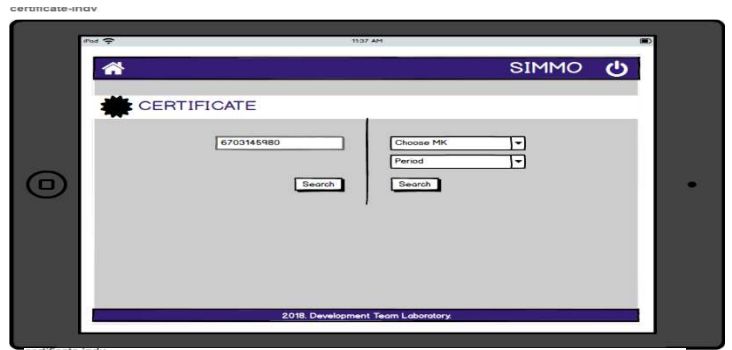 certificate-indv
iPad
11:37 AM
SIMMO
CERTIFICATE
6703145980
Search
Choose MK
Period
Search
2018. Development Team Laboratory.